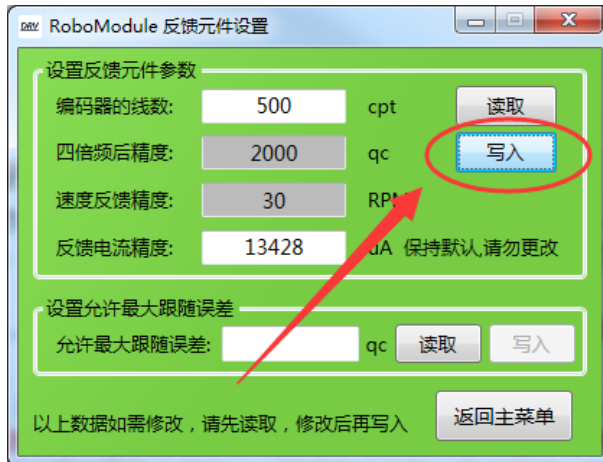 DRV RoboModule 反馈元件设置
设置反馈元件参数
编码器的线数: 500 cpt 读取
四倍频后精度: 2000 qc 写入
速度反馈精度: 30 RPM
反馈电流精度: 13428 uA 保持默认,请勿更改
设置允许最大跟随误差
允许最大跟随误差: qc 读取 写入
以上数据如需修改，请先读取，修改后再写入 返回主菜单